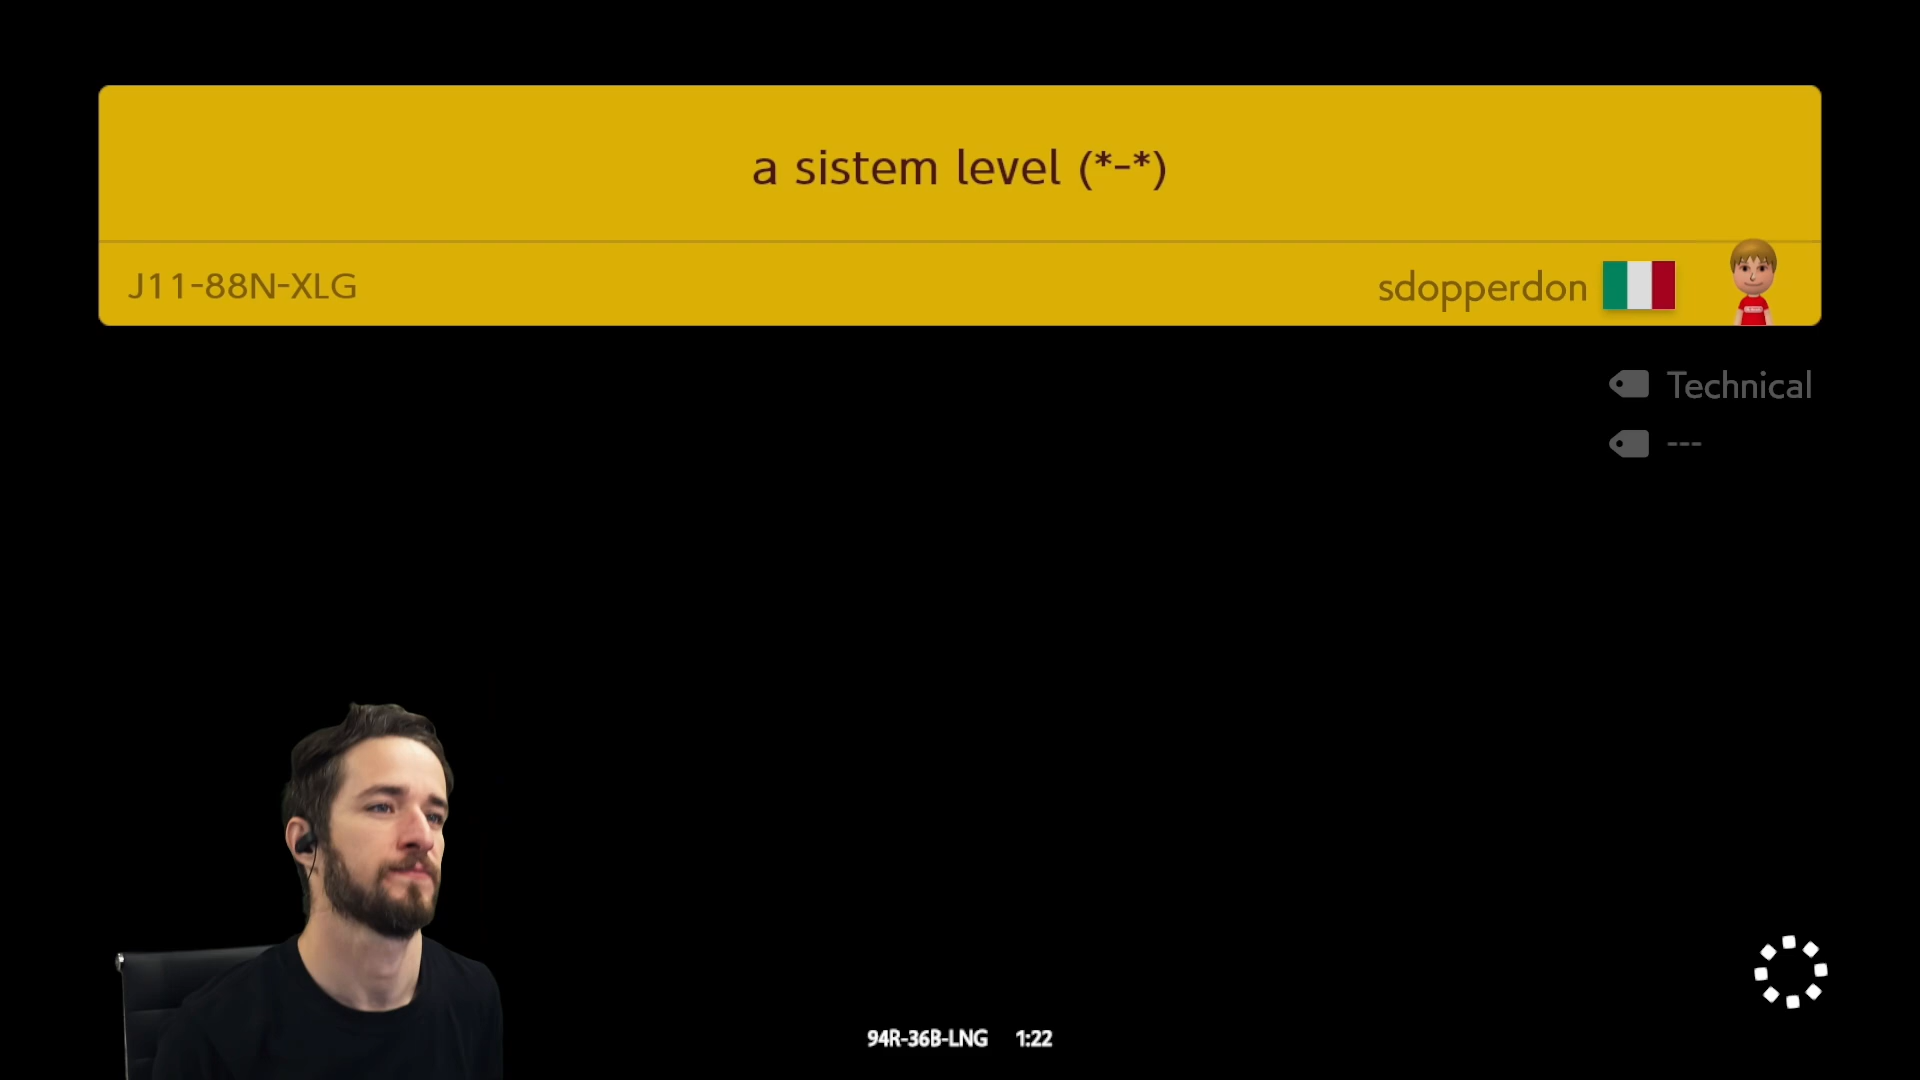 a sistem level (*-*)
J11-88N-XLG
sdopperdon
Technical
---
94R-36B-LNG 1:22